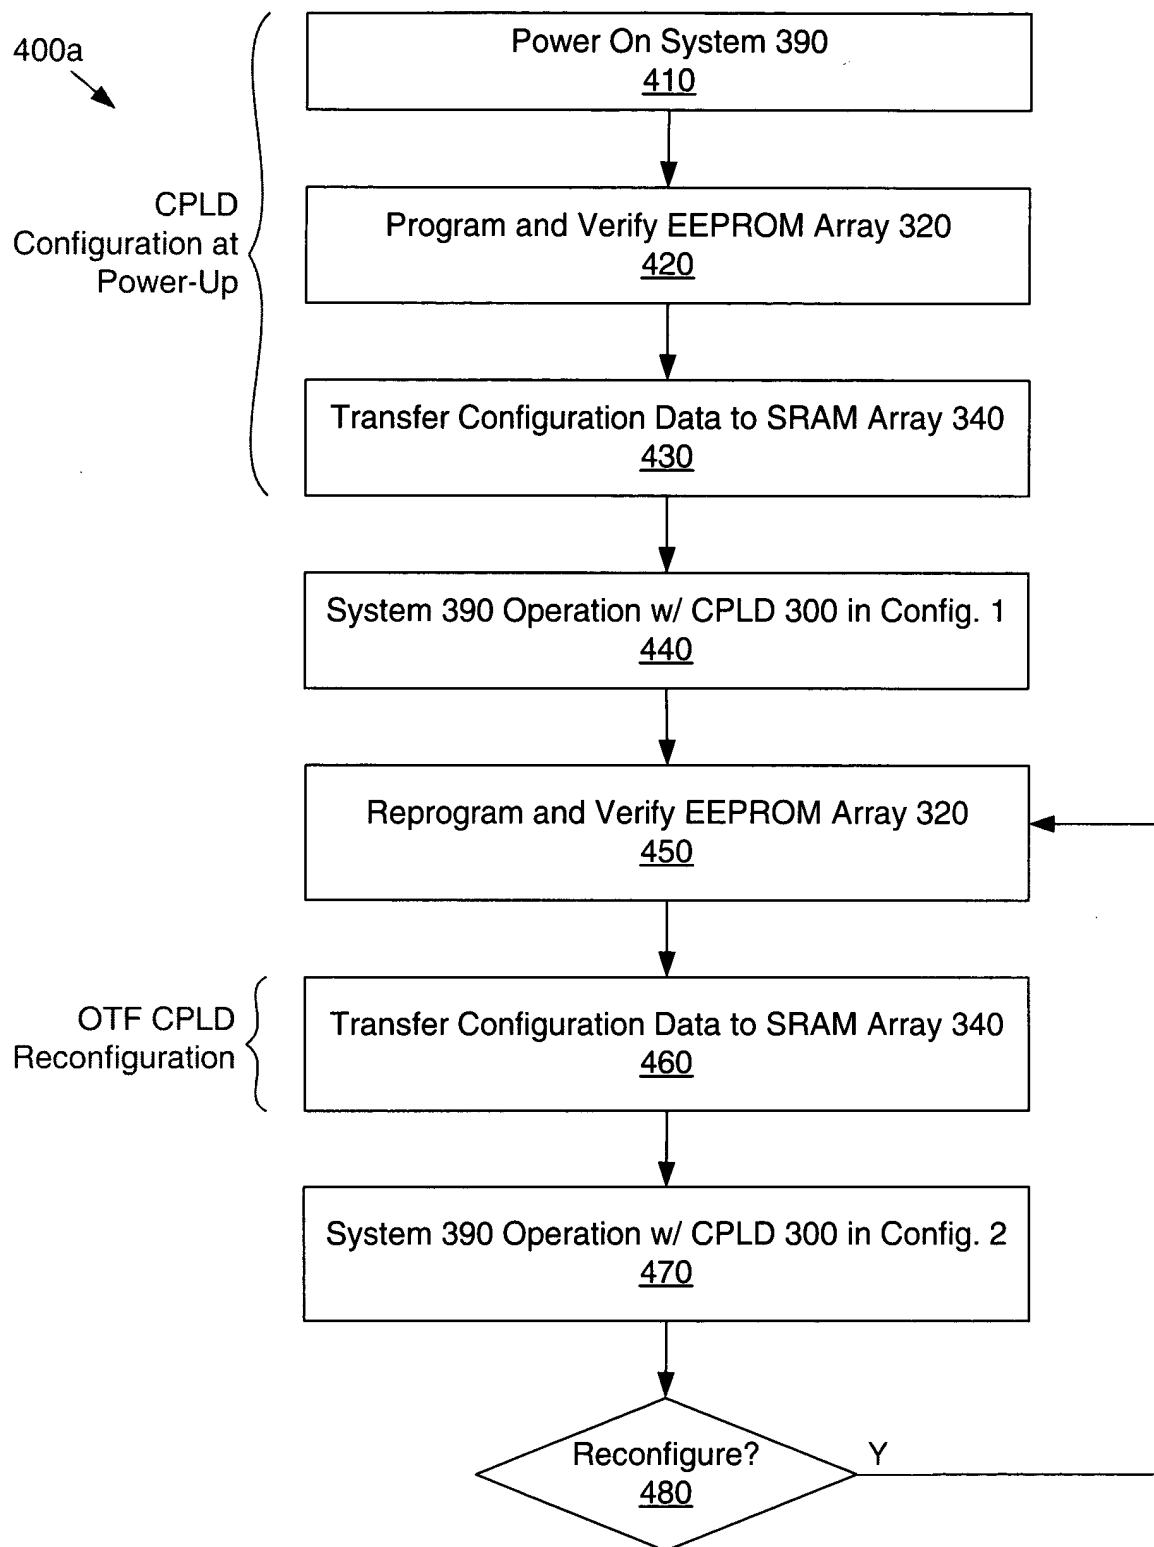 400a
Power On System 390
410
CPLD
Configuration at
Power-Up
Program and Verify EEPROM Array 320
420
Transfer Configuration Data to SRAM Array 340
430
System 390 Operation w/ CPLD 300 in Config. 1
440
Reprogram and Verify EEPROM Array 320
450
OTF CPLD
Reconfiguration
Transfer Configuration Data to SRAM Array 340
460
System 390 Operation w/ CPLD 300 in Config. 2
470
Reconfigure?
480
Y